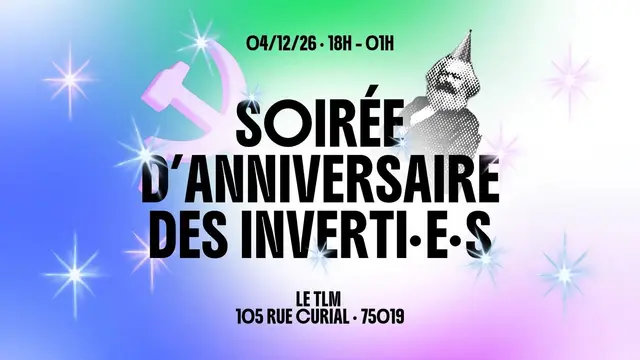 04/12/26 · 18H - 01H
SOIRÉE
D'ANNIVERSAIRE
DES INVERTI·E·S
LE TLM
105 RUE CURIAL · 75019